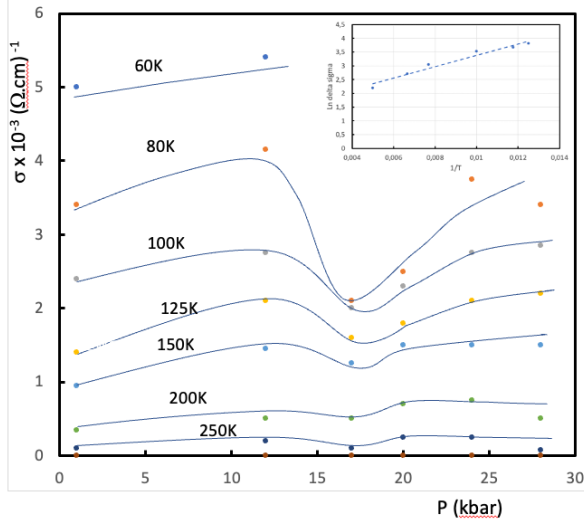 6
5
4
3
2
1
0
σ x 10⁻³ (Ω.cm)⁻¹
60K
80K
100K
125K
150K
200K
250K
0 5 10 15 20 25 30
P (kbar)
4,5
4
3,5
3
2,5
2
1,5
1
0,5
0
Ln delta sigma
0,004 0,006 0,008 0,01 0,012 0,014
1/T